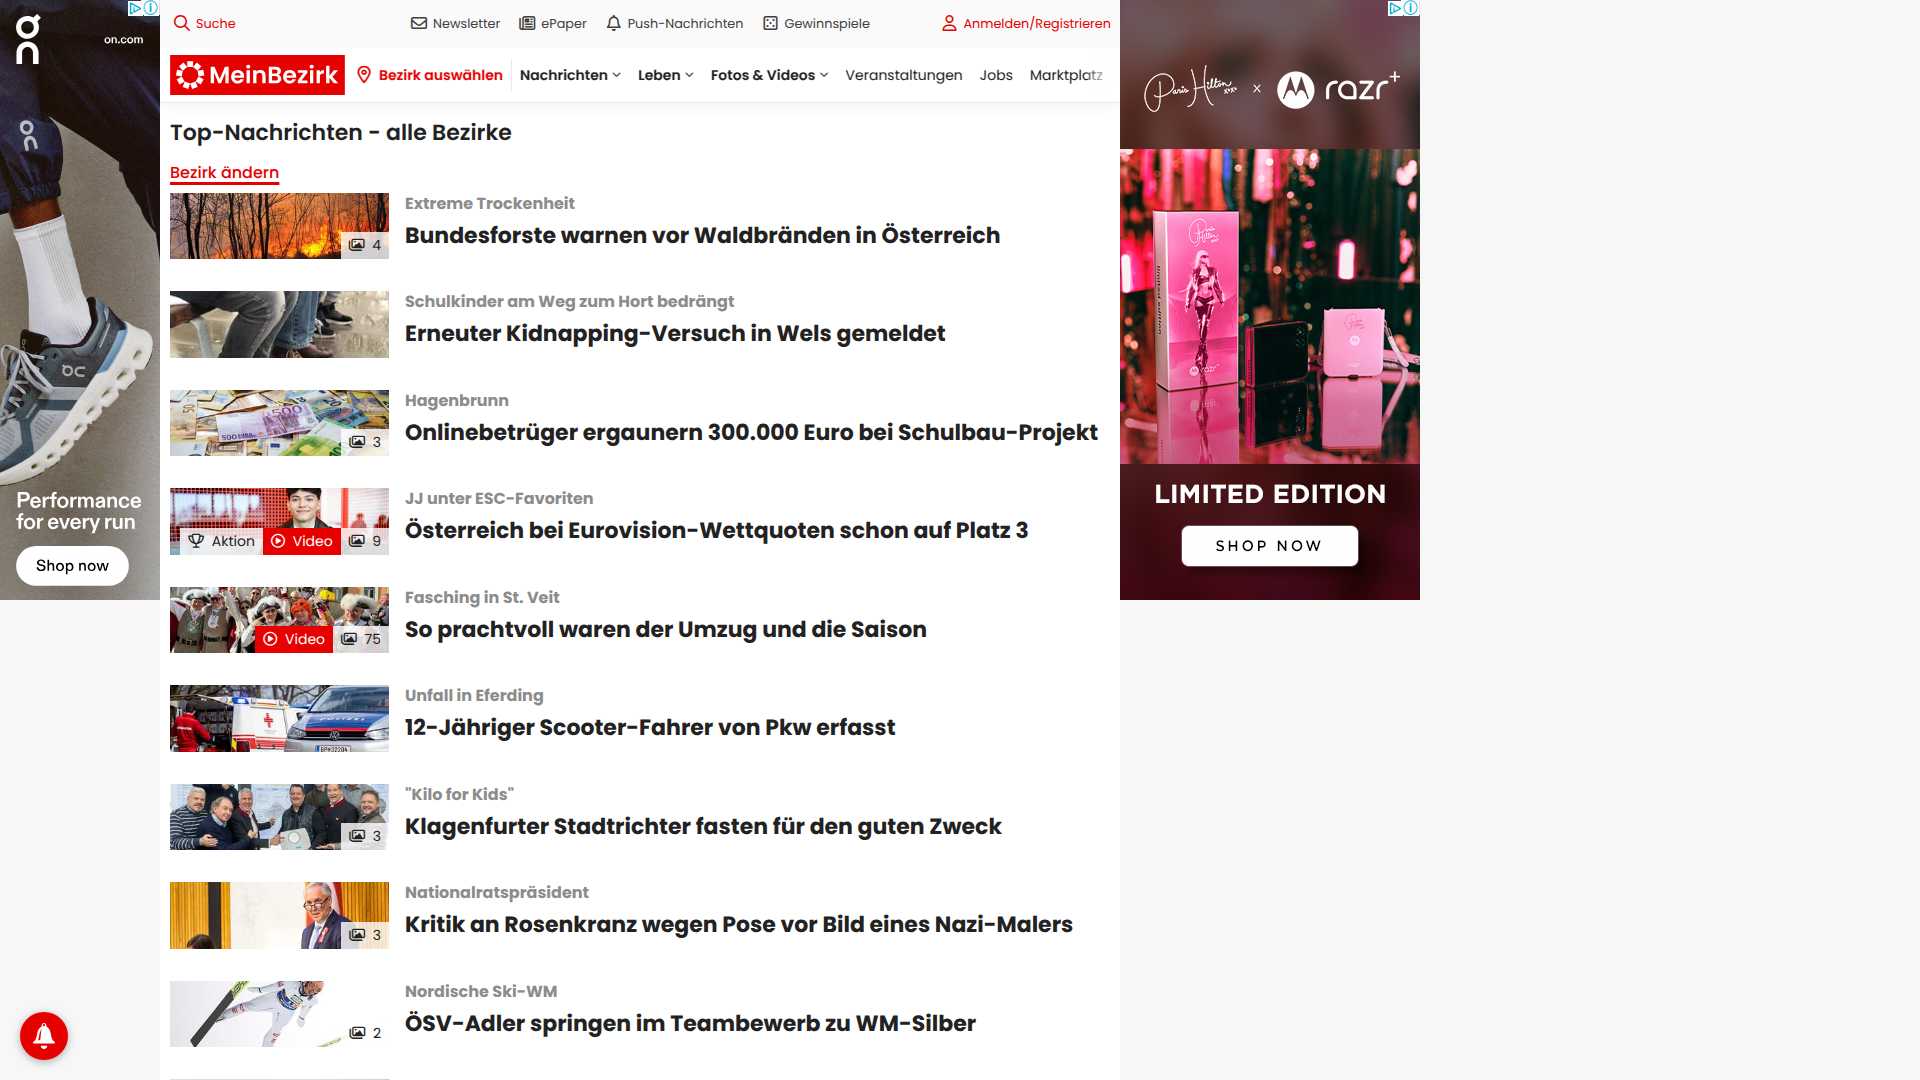 on.com
Suche
Newsletter
ePaper
Push-Nachrichten
Gewinnspiele
Anmelden/Registrieren
MeinBezirk
Bezirk auswählen
Nachrichten
Leben
Fotos & Videos
Veranstaltungen
Jobs
Marktplatz
Top-Nachrichten - alle Bezirke
Bezirk ändern
4
Extreme Trockenheit
Bundesforste warnen vor Waldbränden in Österreich
Schulkinder am Weg zum Hort bedrängt
Erneuter Kidnapping-Versuch in Wels gemeldet
3
Hagenbrunn
Onlinebetrüger ergaunern 300.000 Euro bei Schulbau-Projekt
Aktion
Video
9
JJ unter ESC-Favoriten
Österreich bei Eurovision-Wettquoten schon auf Platz 3
Video
75
Fasching in St. Veit
So prachtvoll waren der Umzug und die Saison
Unfall in Eferding
12-Jähriger Scooter-Fahrer von Pkw erfasst
3
"Kilo for Kids"
Klagenfurter Stadtrichter fasten für den guten Zweck
3
Nationalratspräsident
Kritik an Rosenkranz wegen Pose vor Bild eines Nazi-Malers
2
Nordische Ski-WM
ÖSV-Adler springen im Teambewerb zu WM-Silber
on
Performance
for every run
Shop now
Paris Hilton x razr+
LIMITED EDITION
SHOP NOW